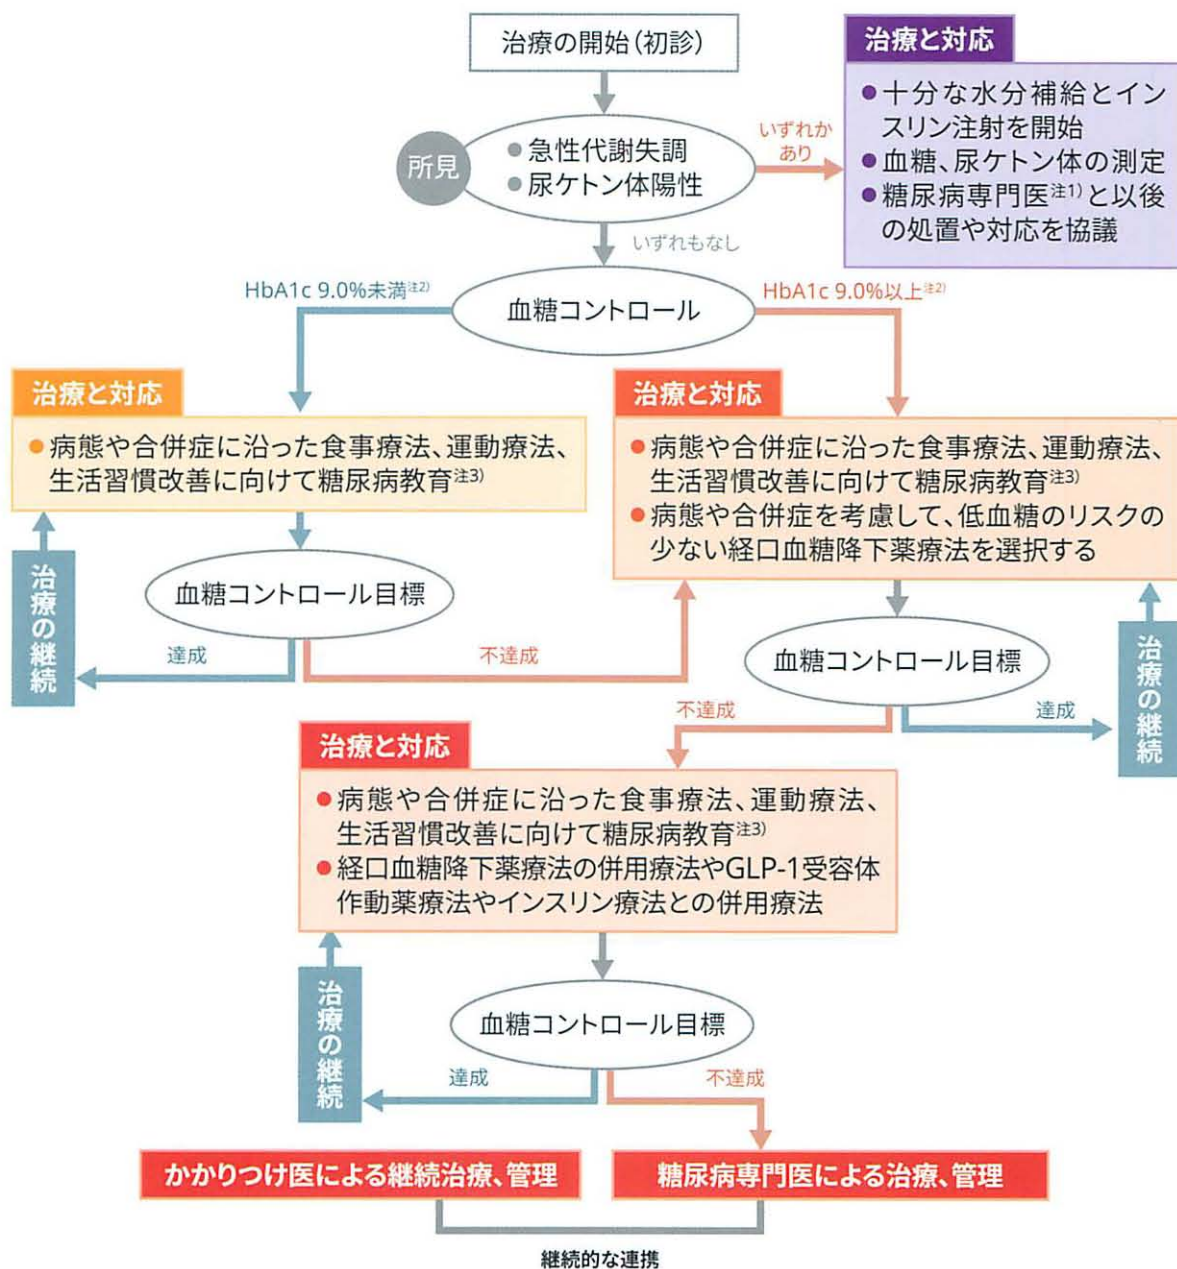 治療の開始(初診)
治療と対応
●十分な水分補給とイン
スリン注射を開始
●血糖、尿ケトン体の測定
●糖尿病専門医注1)と以後
の処置や対応を協議
所見
●急性代謝失調
●尿ケトン体陽性
いずれか
あり
いずれもなし
HbA1c 9.0%未満注2)
血糖コントロール
HbA1c 9.0%以上注2)
治療と対応
●病態や合併症に沿った食事療法、運動療法、
生活習慣改善に向けて糖尿病教育注3)
血糖コントロール目標
達成
不達成
治療の継続
治療と対応
●病態や合併症に沿った食事療法、運動療法、
生活習慣改善に向けて糖尿病教育注3)
●病態や合併症を考慮して、低血糖のリスクの
少ない経口血糖降下薬療法を選択する
血糖コントロール目標
不達成
達成
治療の継続
治療と対応
●病態や合併症に沿った食事療法、運動療法、
生活習慣改善に向けて糖尿病教育注3)
●経口血糖降下薬療法の併用療法やGLP-1受容体
作動薬療法やインスリン療法との併用療法
血糖コントロール目標
達成
不達成
治療の継続
かかりつけ医による継続治療、管理
糖尿病専門医による治療、管理
継続的な連携